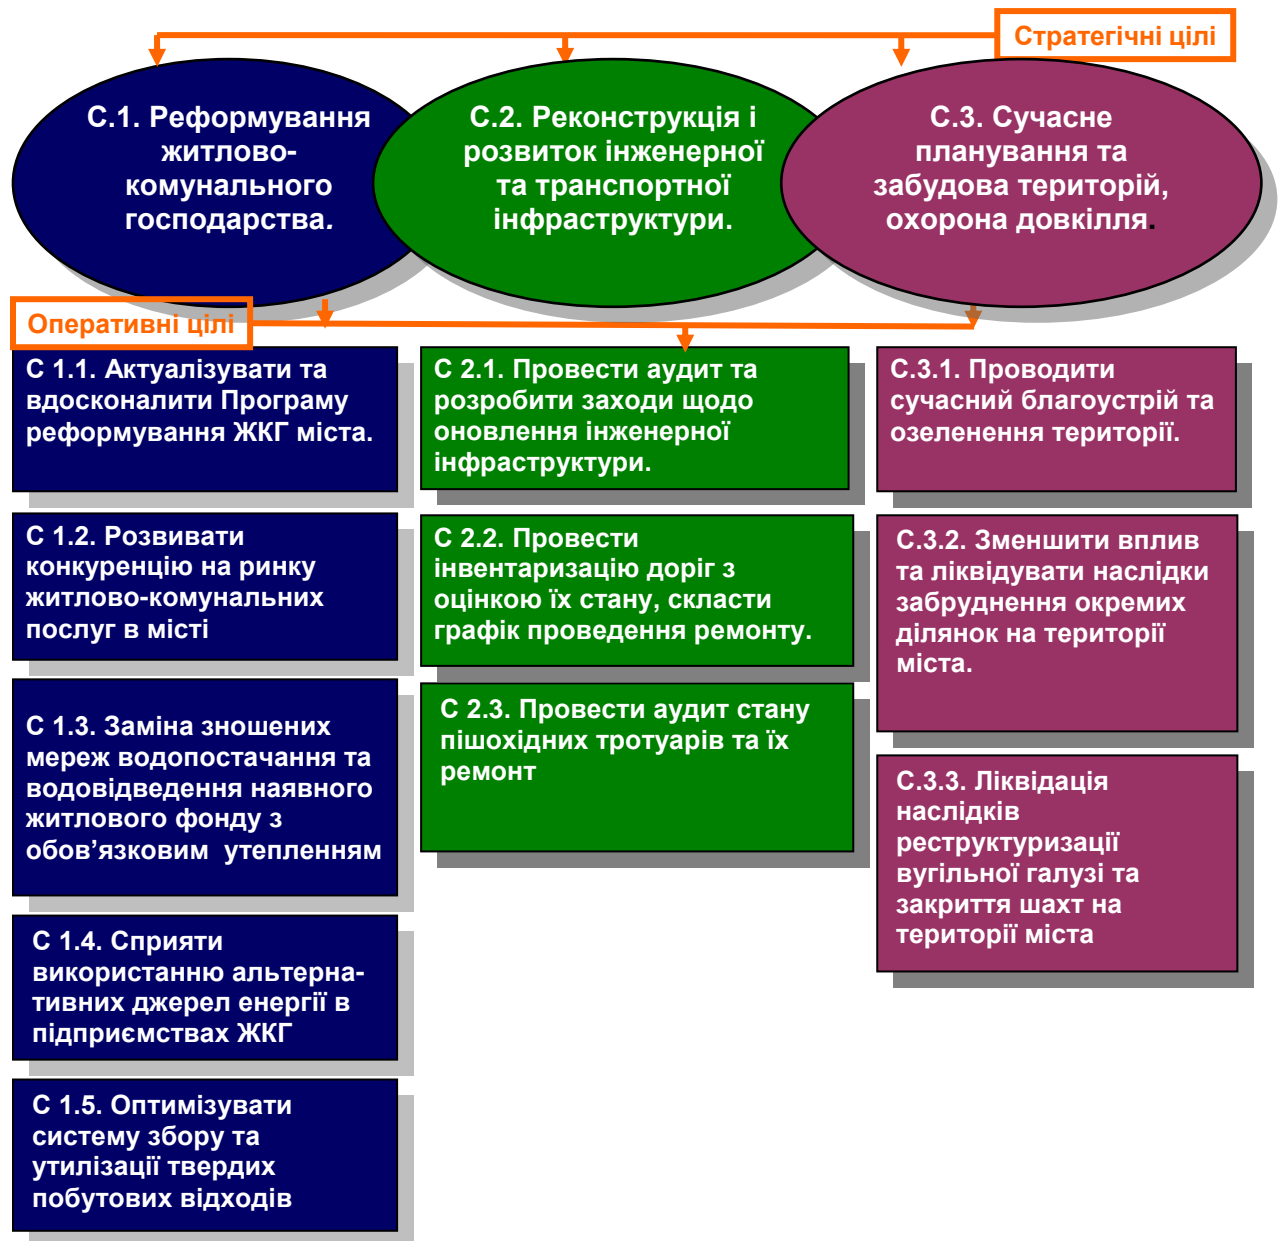 Стратегічні цілі
С.1. Реформування
житлово-
комунального
господарства.
С.2. Реконструкція і
розвиток інженерної
та транспортної
інфраструктури.
С.3. Сучасне
планування та
забудова територій,
охорона довкілля.
Оперативні цілі
С 1.1. Актуалізувати та
вдосконалити Програму
реформування ЖКГ міста.
С 1.2. Розвивати
конкуренцію на ринку
житлово-комунальних
послуг в місті
С 1.3. Заміна зношених
мереж водопостачання та
водовідведення наявного
житлового фонду з
обов’язковим утепленням
С 1.4. Сприяти
використанню альтерна-
тивних джерел енергії в
підприємствах ЖКГ
С 1.5. Оптимізувати
систему збору та
утилізації твердих
побутових відходів
С 2.1. Провести аудит та
розробити заходи щодо
оновлення інженерної
інфраструктури.
С 2.2. Провести
інвентаризацію доріг з
оцінкою їх стану, скласти
графік проведення ремонту.
С 2.3. Провести аудит стану
пішохідних тротуарів та їх
ремонт
С.3.1. Проводити
сучасний благоустрій та
озеленення території.
С.3.2. Зменшити вплив
та ліквідувати наслідки
забруднення окремих
ділянок на території
міста.
С.3.3. Ліквідація
наслідків
реструктуризації
вугільної галузі та
закриття шахт на
території міста